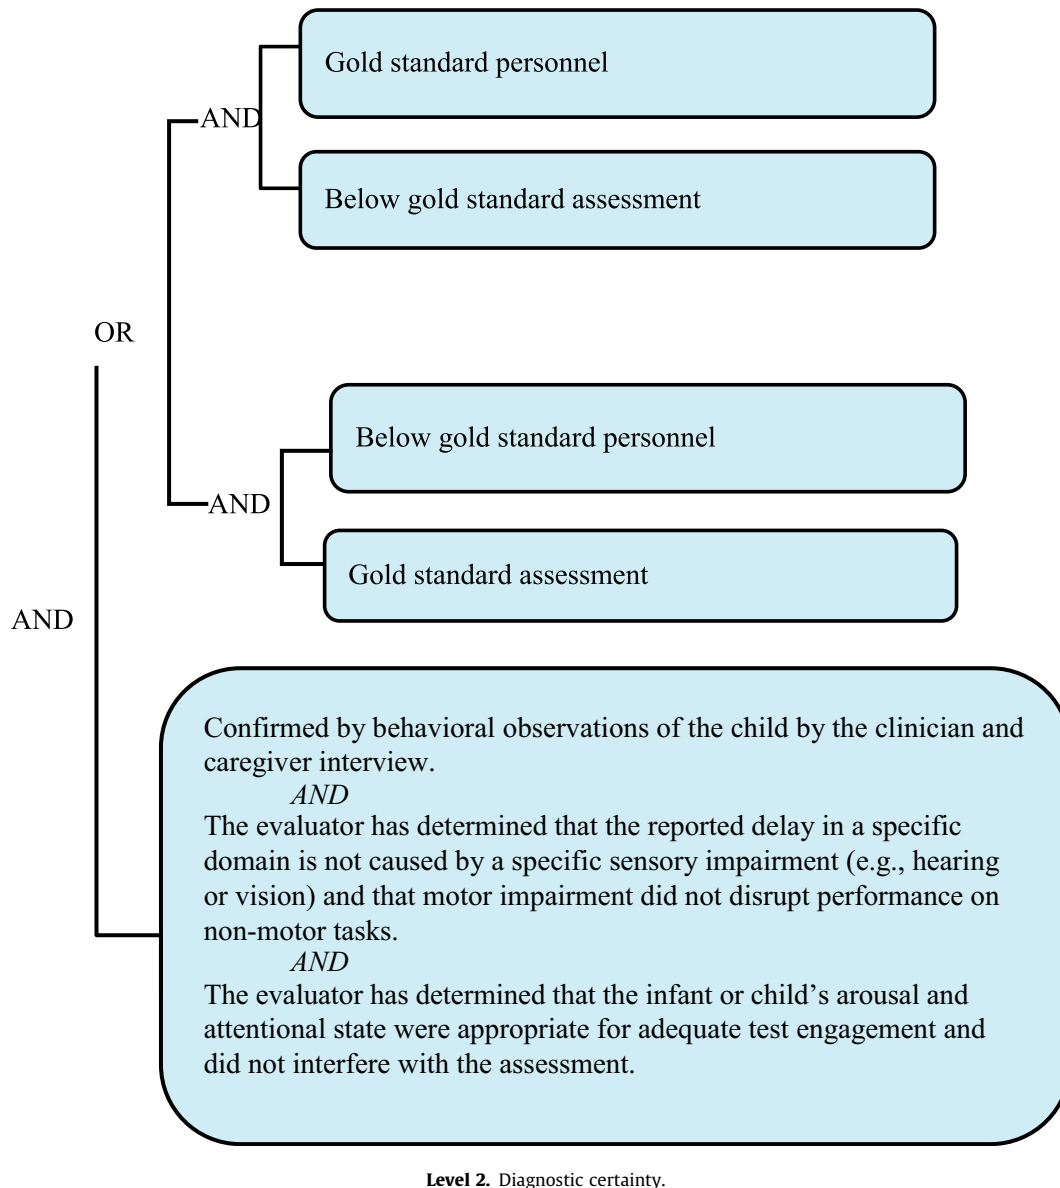 Gold standard personnel
AND
Below gold standard assessment
OR
Below gold standard personnel
AND
Gold standard assessment
AND
Confirmed by behavioral observations of the child by the clinician and
caregiver interview.
AND
The evaluator has determined that the reported delay in a specific
domain is not caused by a specific sensory impairment (e.g., hearing
or vision) and that motor impairment did not disrupt performance on
non-motor tasks.
AND
The evaluator has determined that the infant or child’s arousal and
attentional state were appropriate for adequate test engagement and
did not interfere with the assessment.
Level 2. Diagnostic certainty.